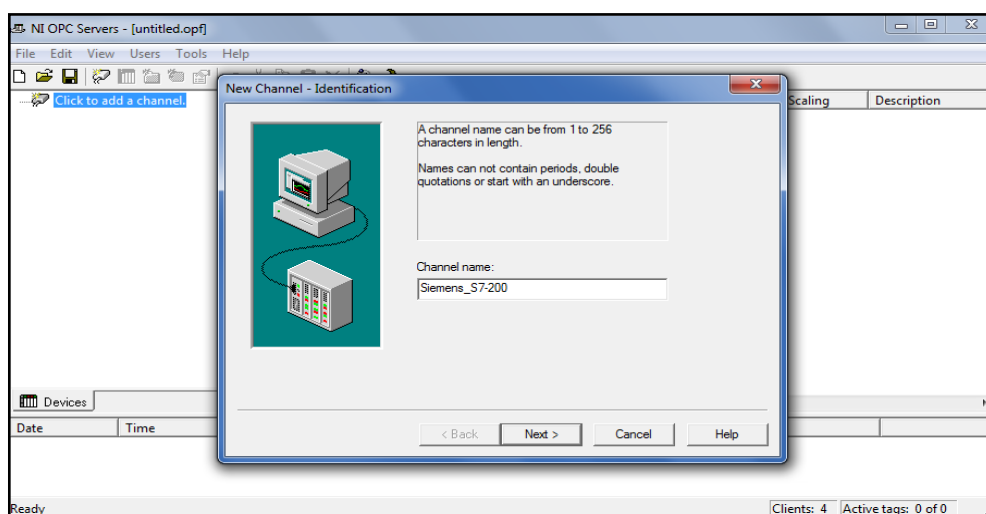 NI OPC Servers - [untitled.opf]
File Edit View Users Tools Help
Click to add a channel.
Scaling Description
New Channel - Identification
A channel name can be from 1 to 256
characters in length.
Names can not contain periods, double
quotations or start with an underscore.
Channel name:
Siemens_S7-200
Devices
Date Time
< Back Next > Cancel Help
Ready Clients: 4 Active tags: 0 of 0